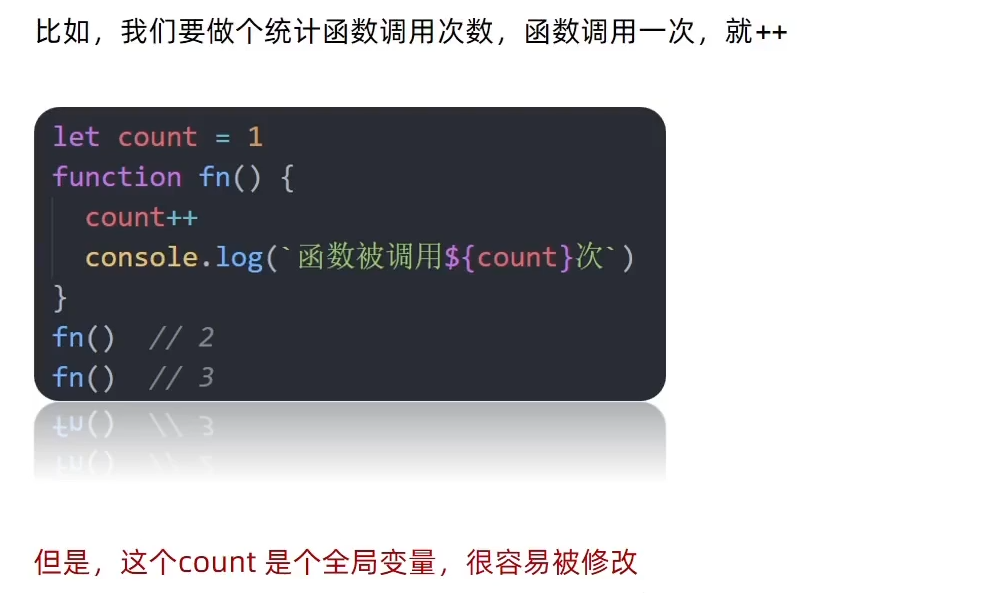 比如，我们要做个统计函数调用次数，函数调用一次，就++
let count = 1
function fn() {
  count++
  console.log(`函数被调用${count}次`)
}
fn()  // 2
fn()  // 3
但是，这个count 是个全局变量，很容易被修改